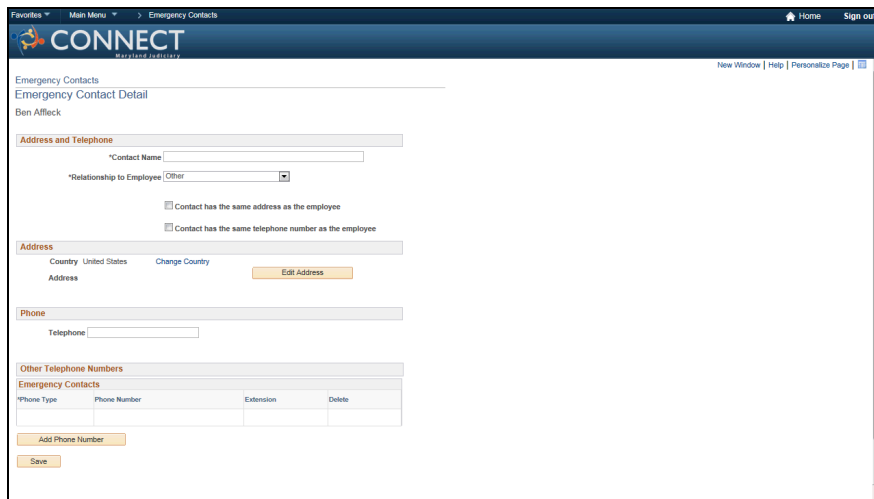 Favorites Main Menu > Emergency Contacts Home Sign out
CONNECT
Maryland Judiciary
New Window | Help | Personalize Page |
Emergency Contacts
Emergency Contact Detail
Ben Affleck
Address and Telephone
*Contact Name
*Relationship to Employee Other
Contact has the same address as the employee
Contact has the same telephone number as the employee
Address
Country United States Change Country
Address Edit Address
Phone
Telephone
Other Telephone Numbers
Emergency Contacts
*Phone Type Phone Number Extension Delete
Add Phone Number
Save